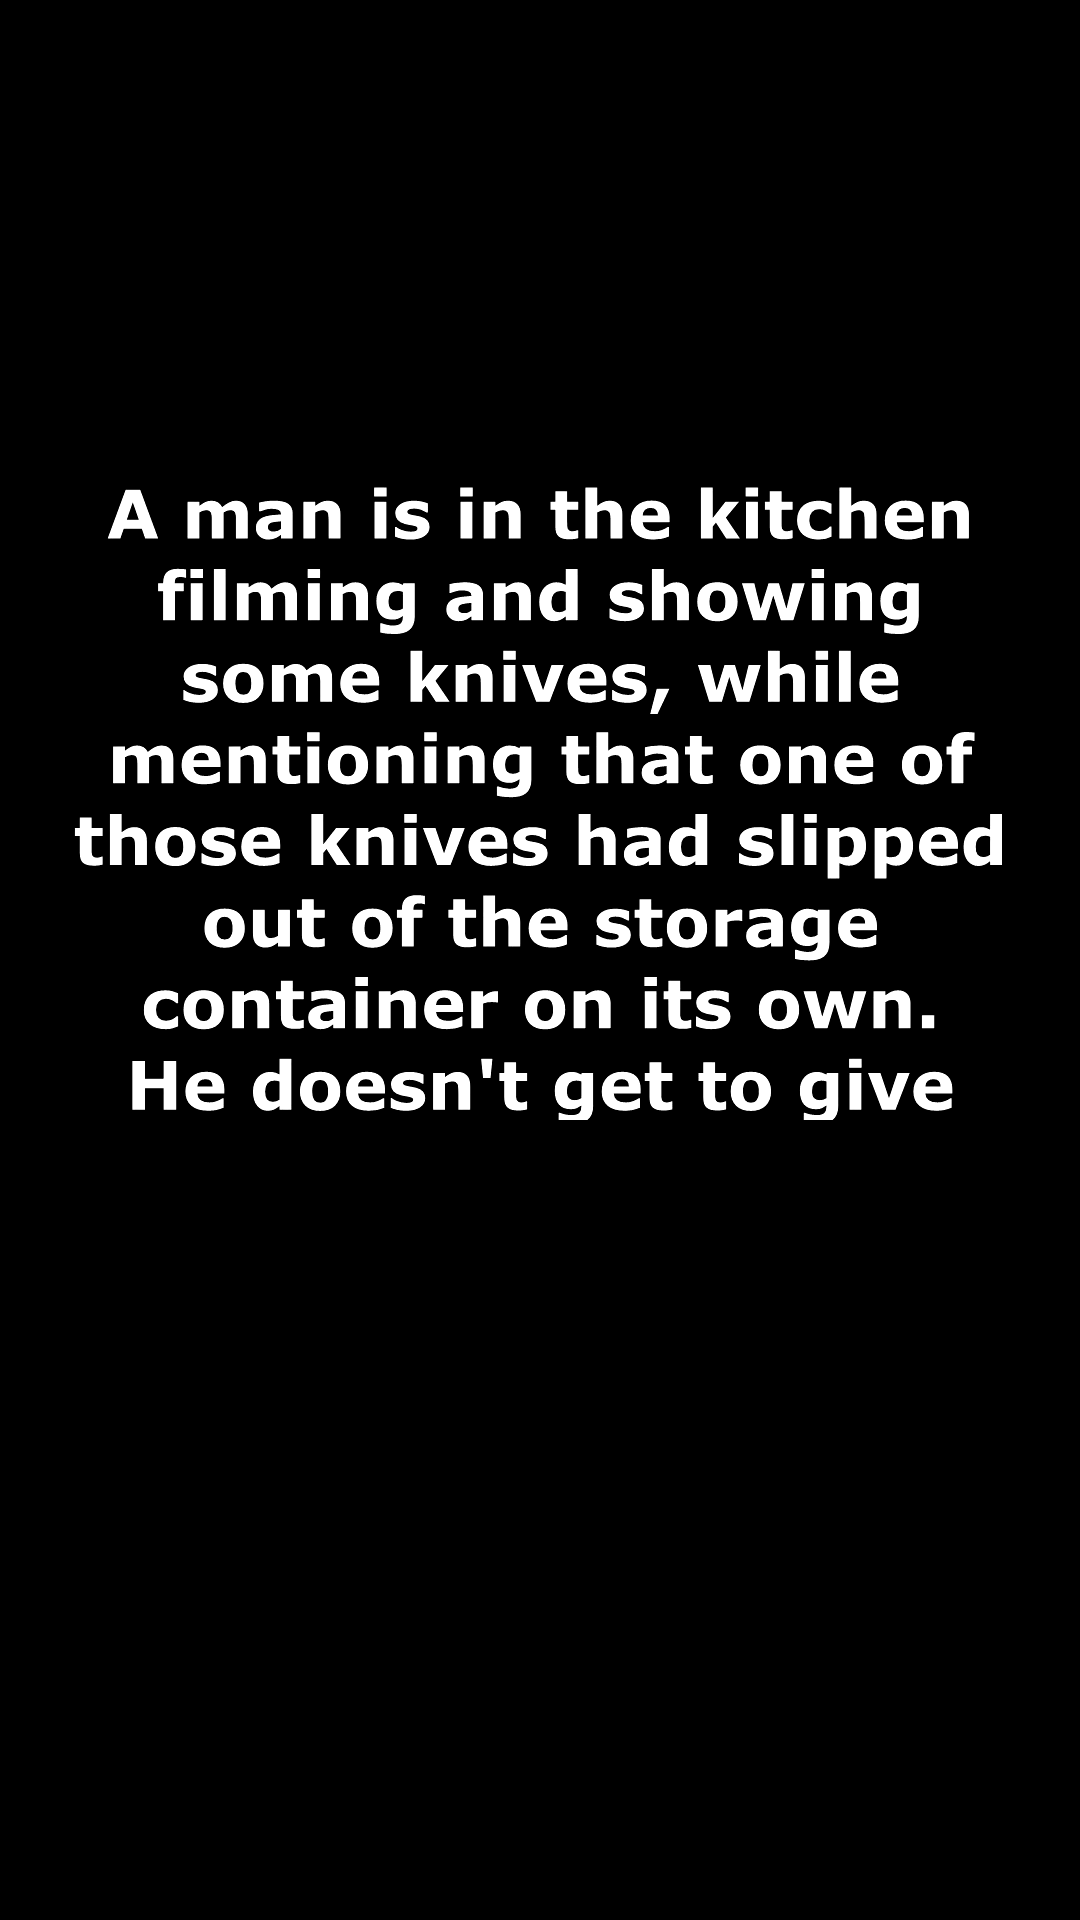 A man is in the kitchen
filming and showing
some knives, while
mentioning that one of
those knives had slipped
out of the storage
container on its own.
He doesn't get to give